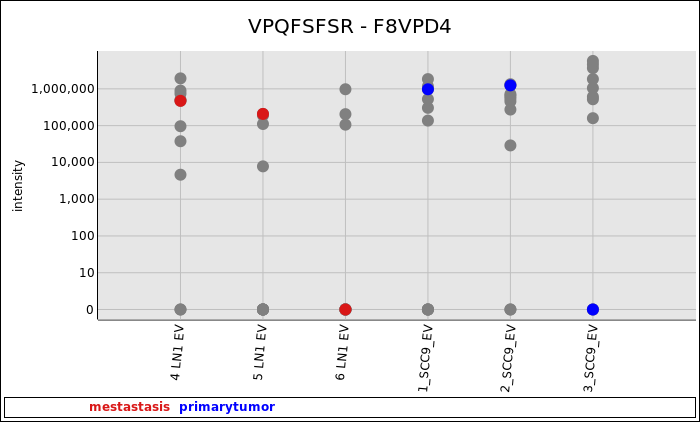 VPQFSFSR - F8VPD4
intensity
1,000,000
100,000
10,000
1,000
100
10
0
4 LN1 EV
5 LN1 EV
6 LN1 EV
1_SCC9_EV
2_SCC9_EV
3_SCC9_EV
mestastasis primarytumor